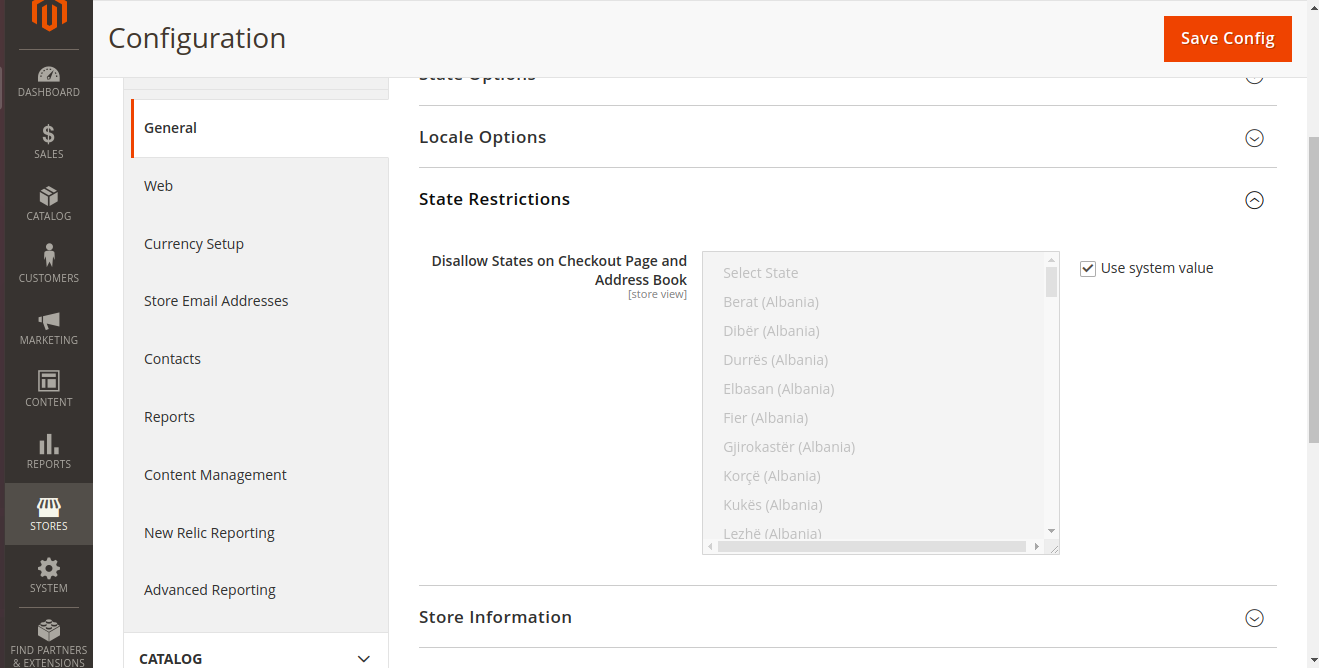 Configuration
Save Config
DASHBOARD
SALES
CATALOG
CUSTOMERS
MARKETING
CONTENT
REPORTS
STORES
SYSTEM
FIND PARTNERS
& EXTENSIONS
General
Web
Currency Setup
Store Email Addresses
Contacts
Reports
Content Management
New Relic Reporting
Advanced Reporting
CATALOG
State Options
Locale Options
State Restrictions
Disallow States on Checkout Page and
Address Book
[store view]
Select State
Berat (Albania)
Dibër (Albania)
Durrës (Albania)
Elbasan (Albania)
Fier (Albania)
Gjirokastër (Albania)
Korçë (Albania)
Kukës (Albania)
Lezhë (Albania)
Use system value
Store Information